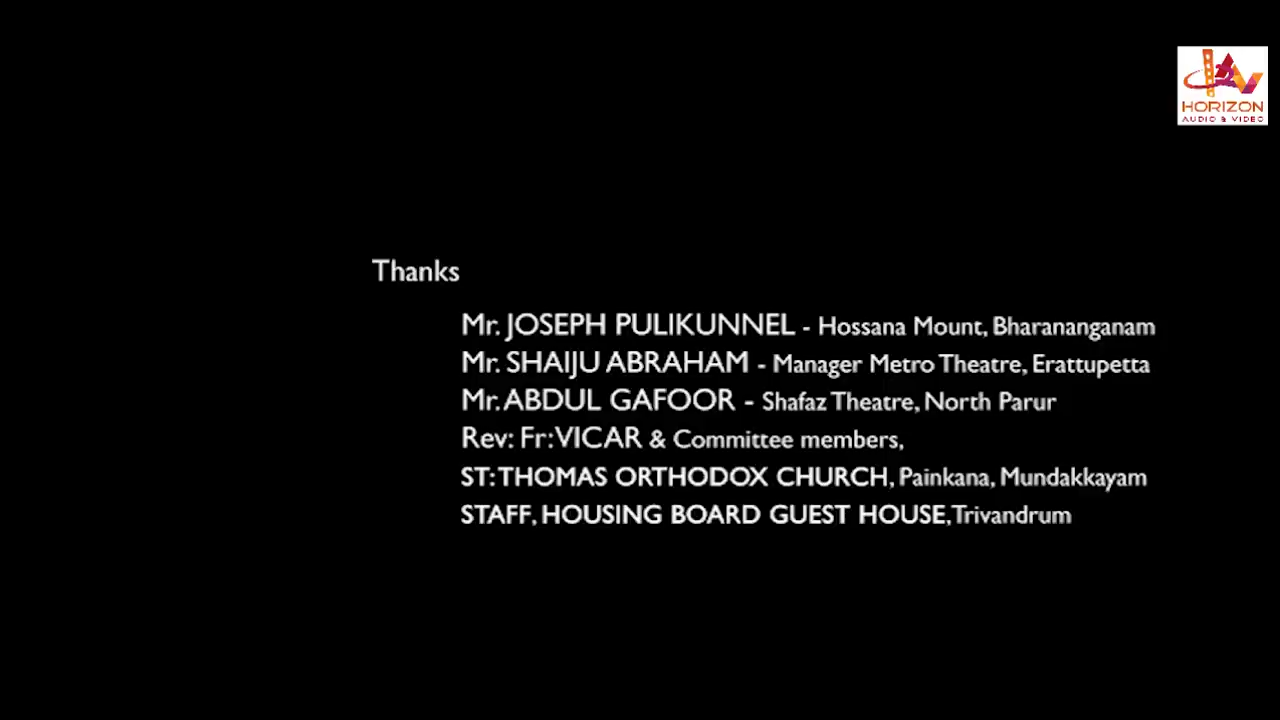 HORIZON
AUDIO & VIDEO
Thanks
Mr. JOSEPH PULIKUNNEL - Hossana Mount, Bharananganam
Mr. SHAIJU ABRAHAM - Manager Metro Theatre, Erattupetta
Mr. ABDUL GAFOOR - Shafaz Theatre, North Parur
Rev: Fr: VICAR & Committee members,
ST: THOMAS ORTHODOX CHURCH, Painkana, Mundakkayam
STAFF, HOUSING BOARD GUEST HOUSE, Trivandrum